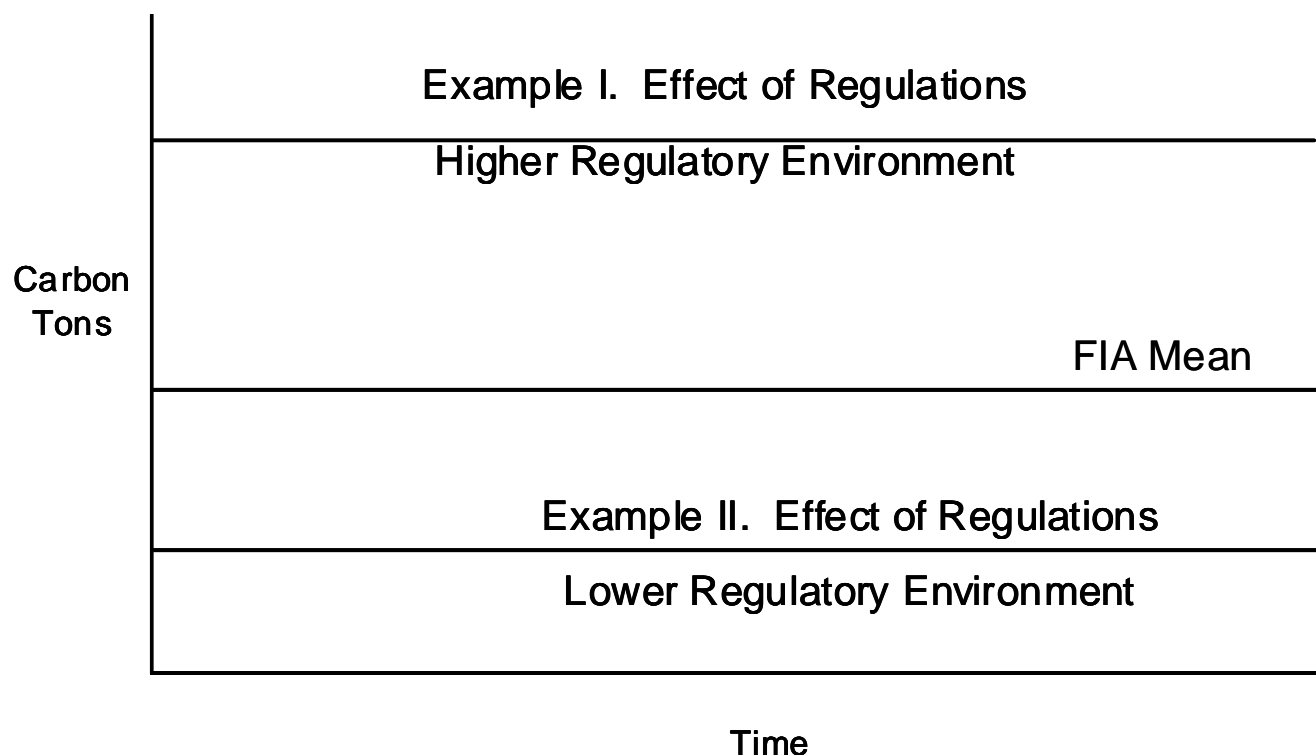 Example I. Effect of Regulations
Higher Regulatory Environment
Carbon
Tons
FIA Mean
Example II. Effect of Regulations
Lower Regulatory Environment
Time